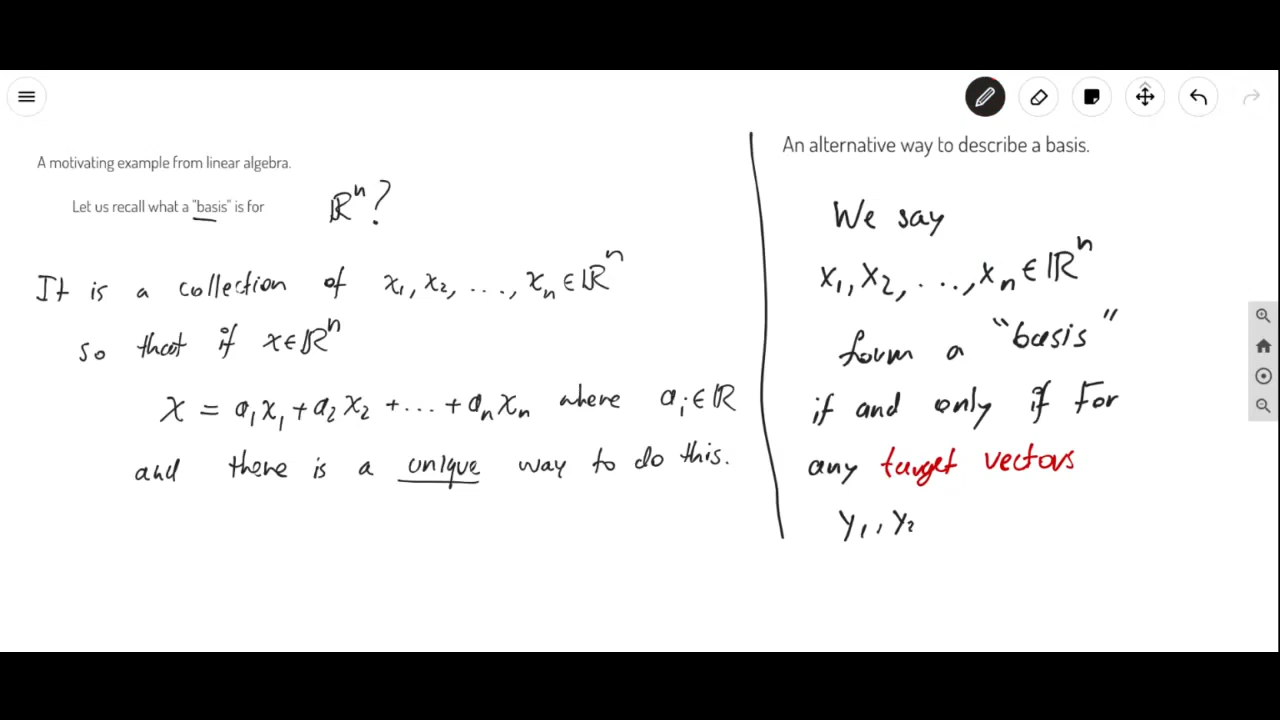 A motivating example from linear algebra.
Let us recall what a "basis" is for ℝⁿ?
It is a collection of x₁, x₂, ..., xₙ ∈ ℝⁿ
so that if x ∈ ℝⁿ
x = a₁x₁ + a₂x₂ + ... + aₙxₙ where aᵢ ∈ ℝ
and there is a unique way to do this.
An alternative way to describe a basis.
We say
x₁, x₂, ..., xₙ ∈ ℝⁿ
form a "basis"
if and only if for
any target vectors
y₁, y₂